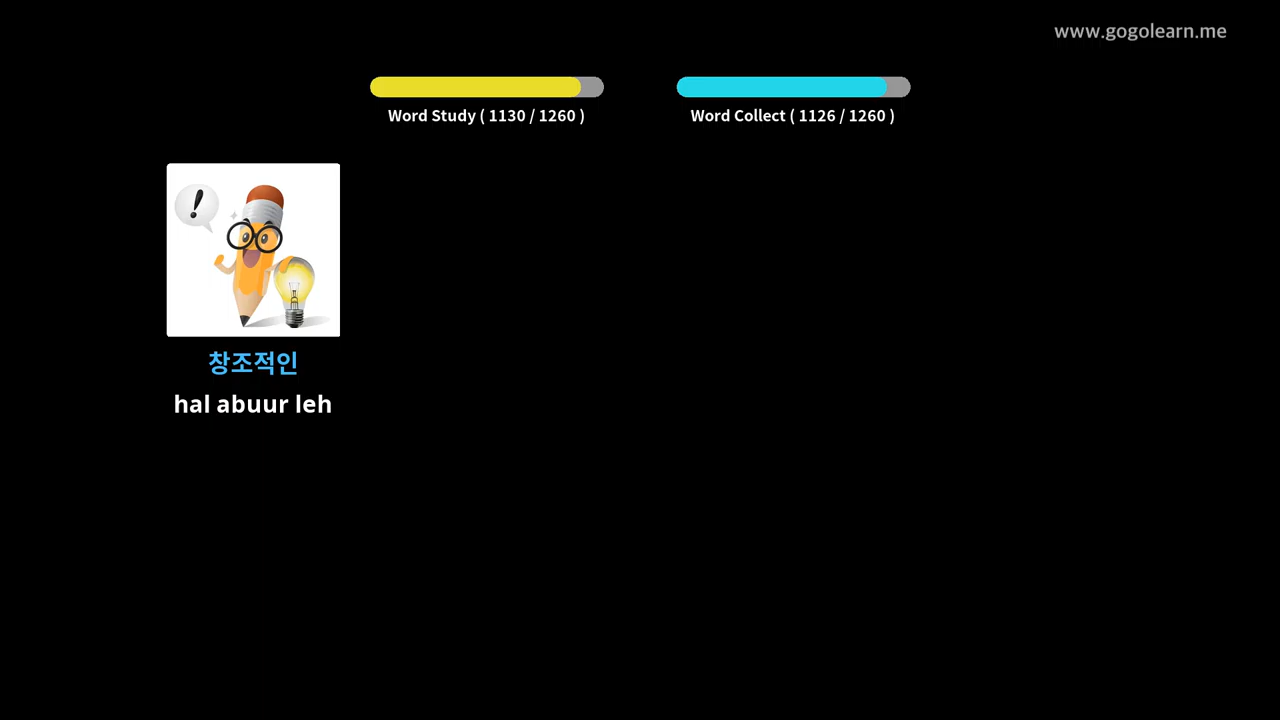 www.gogolearn.me
Word Study ( 1130 / 1260 )
Word Collect ( 1126 / 1260 )
!
창조적인
hal abuur leh